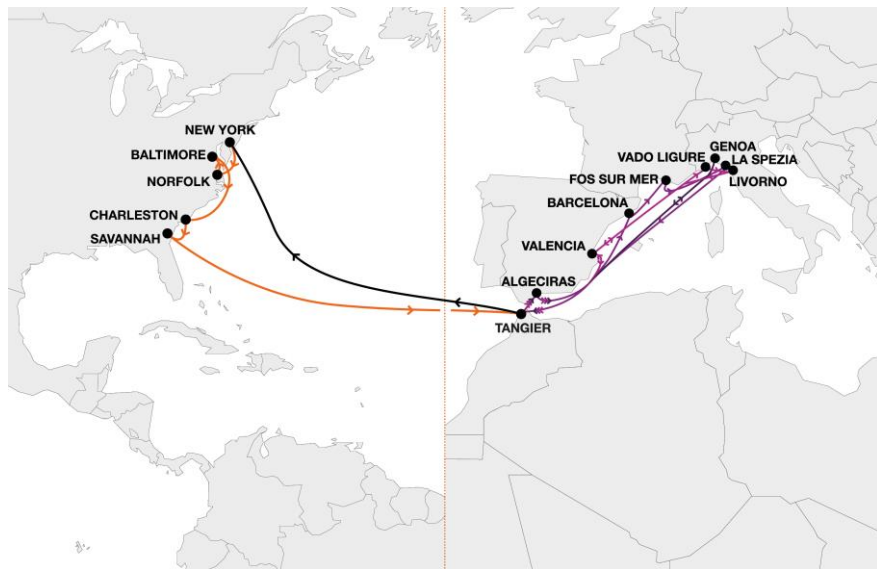 NEW YORK
BALTIMORE
NORFOLK
CHARLESTON
SAVANNAH
GENOA
VADO LIGURE
LA SPEZIA
FOS SUR MER
LIVORNO
BARCELONA
VALENCIA
ALGECIRAS
TANGIER